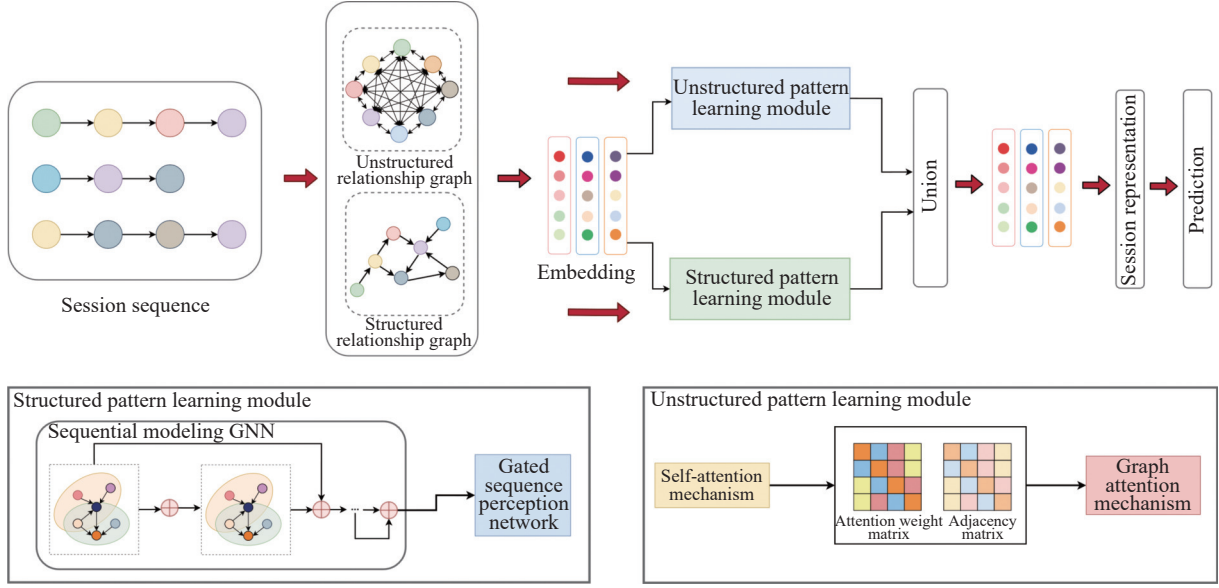 Session sequence
Unstructured
relationship graph
Structured
relationship graph
Embedding
Unstructured pattern
learning module
Structured pattern
learning module
Union
Session representation
Prediction
Structured pattern learning module
Sequential modeling GNN
...
Gated
sequence
perception
network
Unstructured pattern learning module
Self-attention
mechanism
Attention weight
matrix
Adjacency
matrix
Graph
attention
mechanism